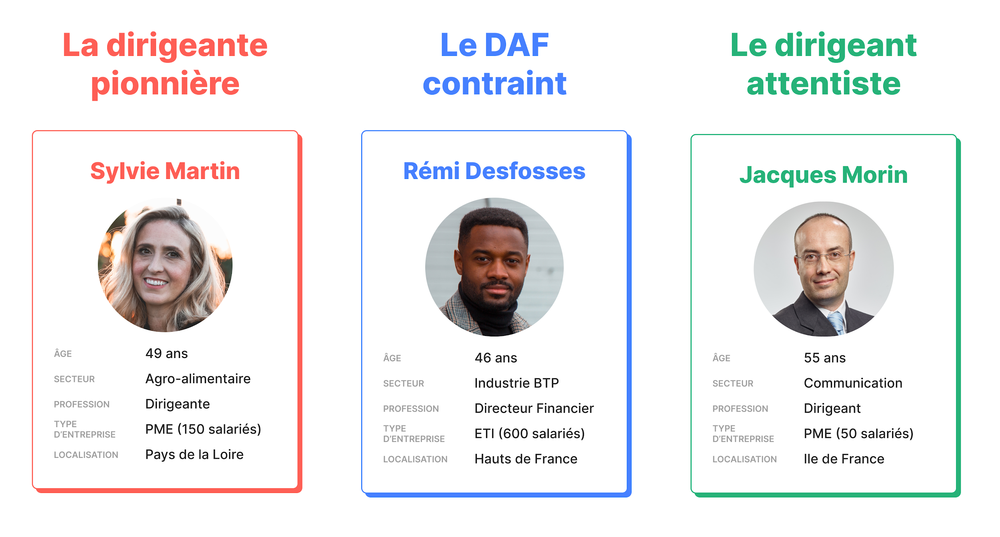 La dirigeante
pionnière
Sylvie Martin
ÂGE 49 ans
SECTEUR Agro-alimentaire
PROFESSION Dirigeante
TYPE
D’ENTREPRISE PME (150 salariés)
LOCALISATION Pays de la Loire
Le DAF
contraint
Rémi Desfosses
ÂGE 46 ans
SECTEUR Industrie BTP
PROFESSION Directeur Financier
TYPE
D’ENTREPRISE ETI (600 salariés)
LOCALISATION Hauts de France
Le dirigeant
attentiste
Jacques Morin
ÂGE 55 ans
SECTEUR Communication
PROFESSION Dirigeant
TYPE
D’ENTREPRISE PME (50 salariés)
LOCALISATION Ile de France